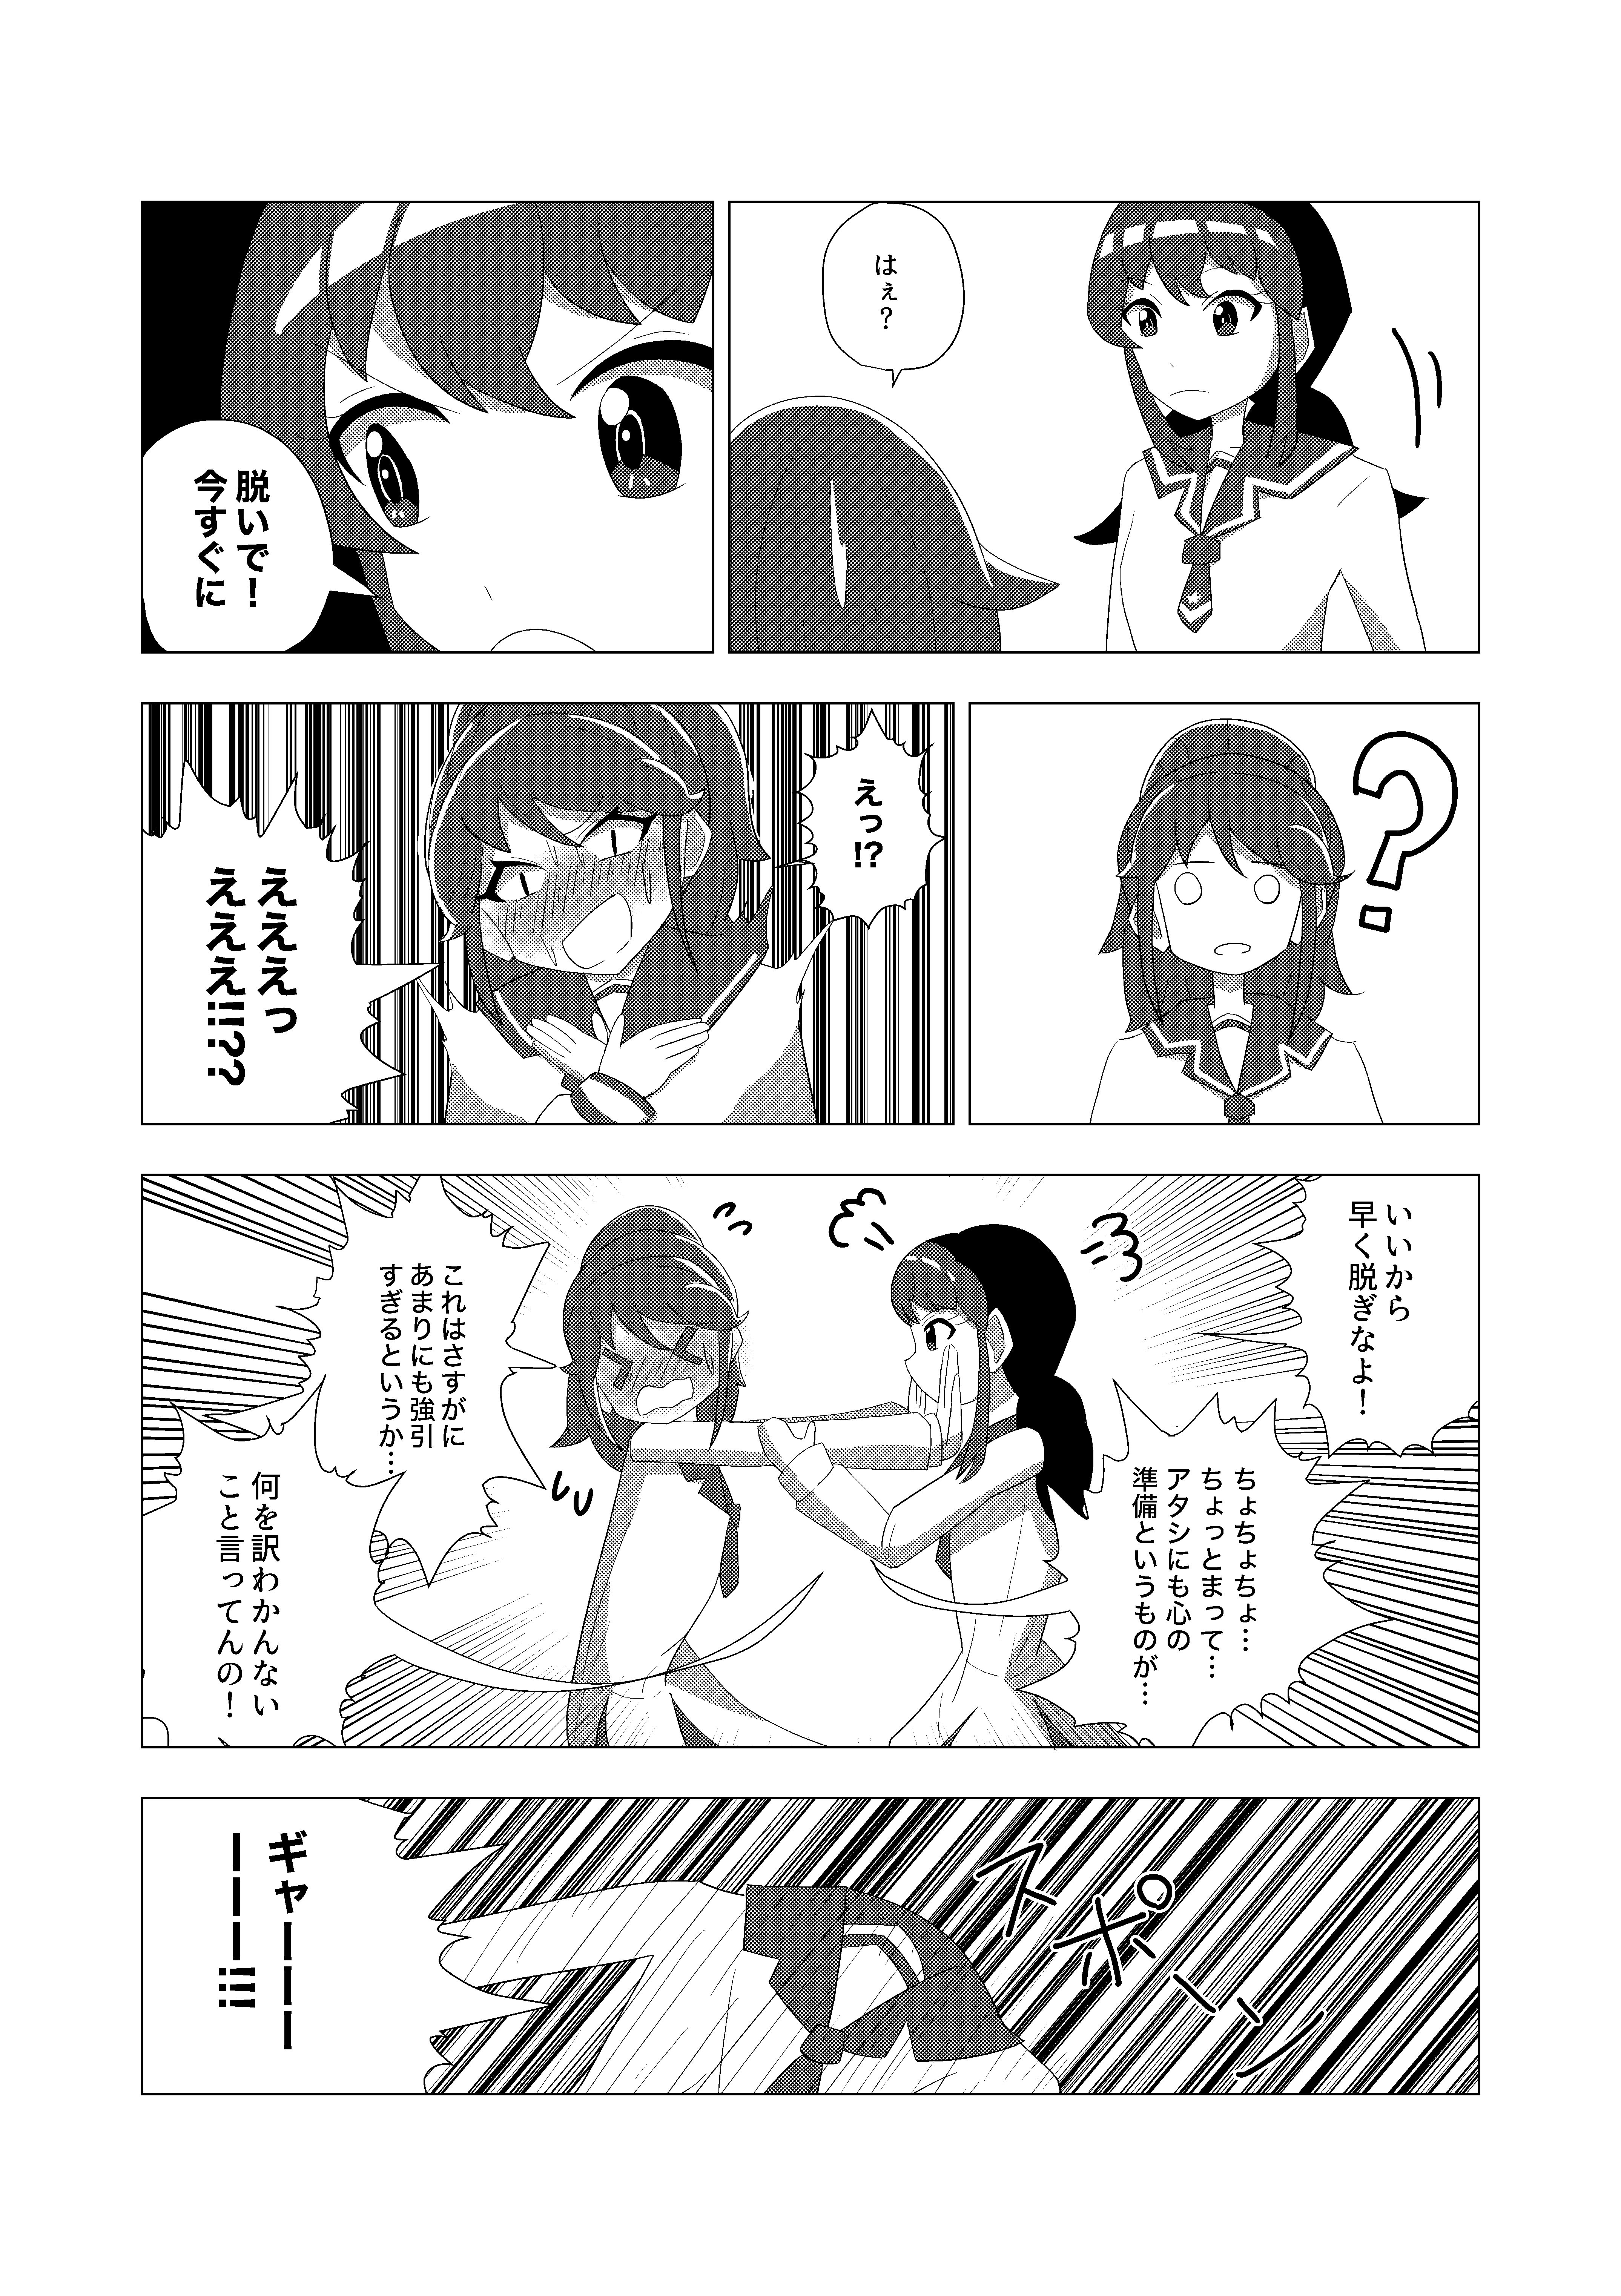 はぇ？
脱いで！
今すぐに
えっ!?
えええっ
えええ!!??
いいから
早く脱ぎなよ！
ちょちょちょ…
ちょっとまって…
アタシにも心の
準備というものが…
これはさすがに
あまりにも強引
すぎるというか…
何を訳わかんない
こと言ってんの！
スポーン
ギャーーー
ーーーー!!!